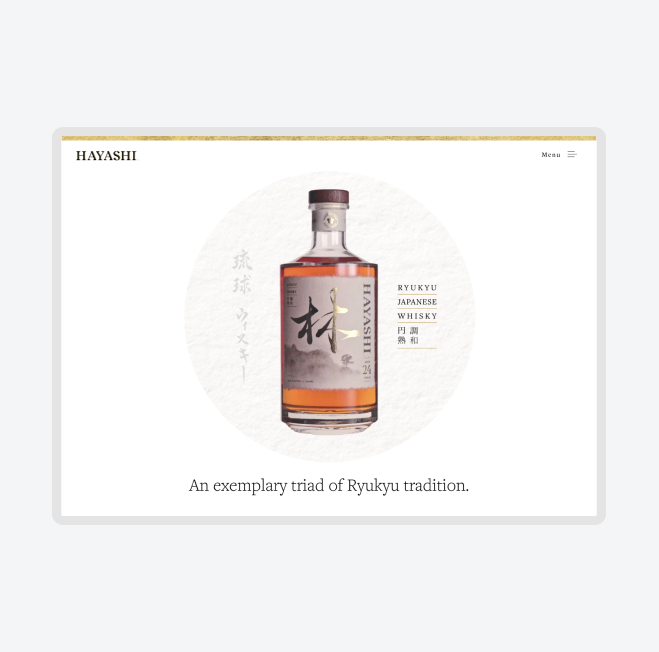 HAYASHI
Menu
琉球 ウィスキー
林
HAYASHI
24
RYUKYU
JAPANESE
WHISKY
円 調
熟 和
An exemplary triad of Ryukyu tradition.